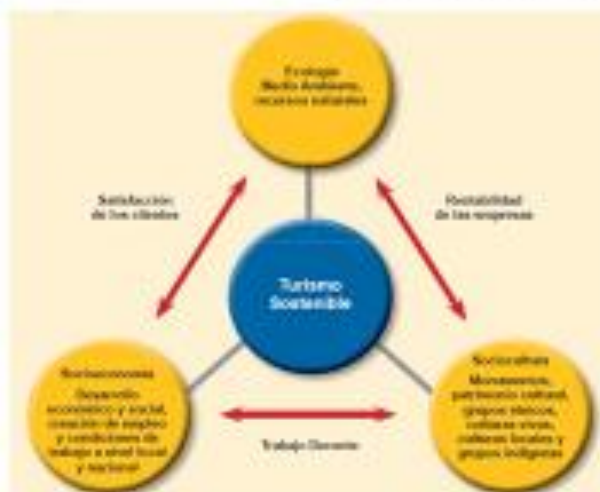 Ecología
Medio Ambiente,
recursos naturales
Satisfacción
de los clientes
Rentabilidad
de las empresas
Turismo
Sostenible
Socioeconomía
Desarrollo
económico y social,
creación de empleo
y condiciones de
trabajo a nivel local
y nacional
Trabajo Decente
Sociocultura
Monumentos,
patrimonio cultural,
grupos étnicos,
culturas vivas,
culturas locales y
grupos indígenas